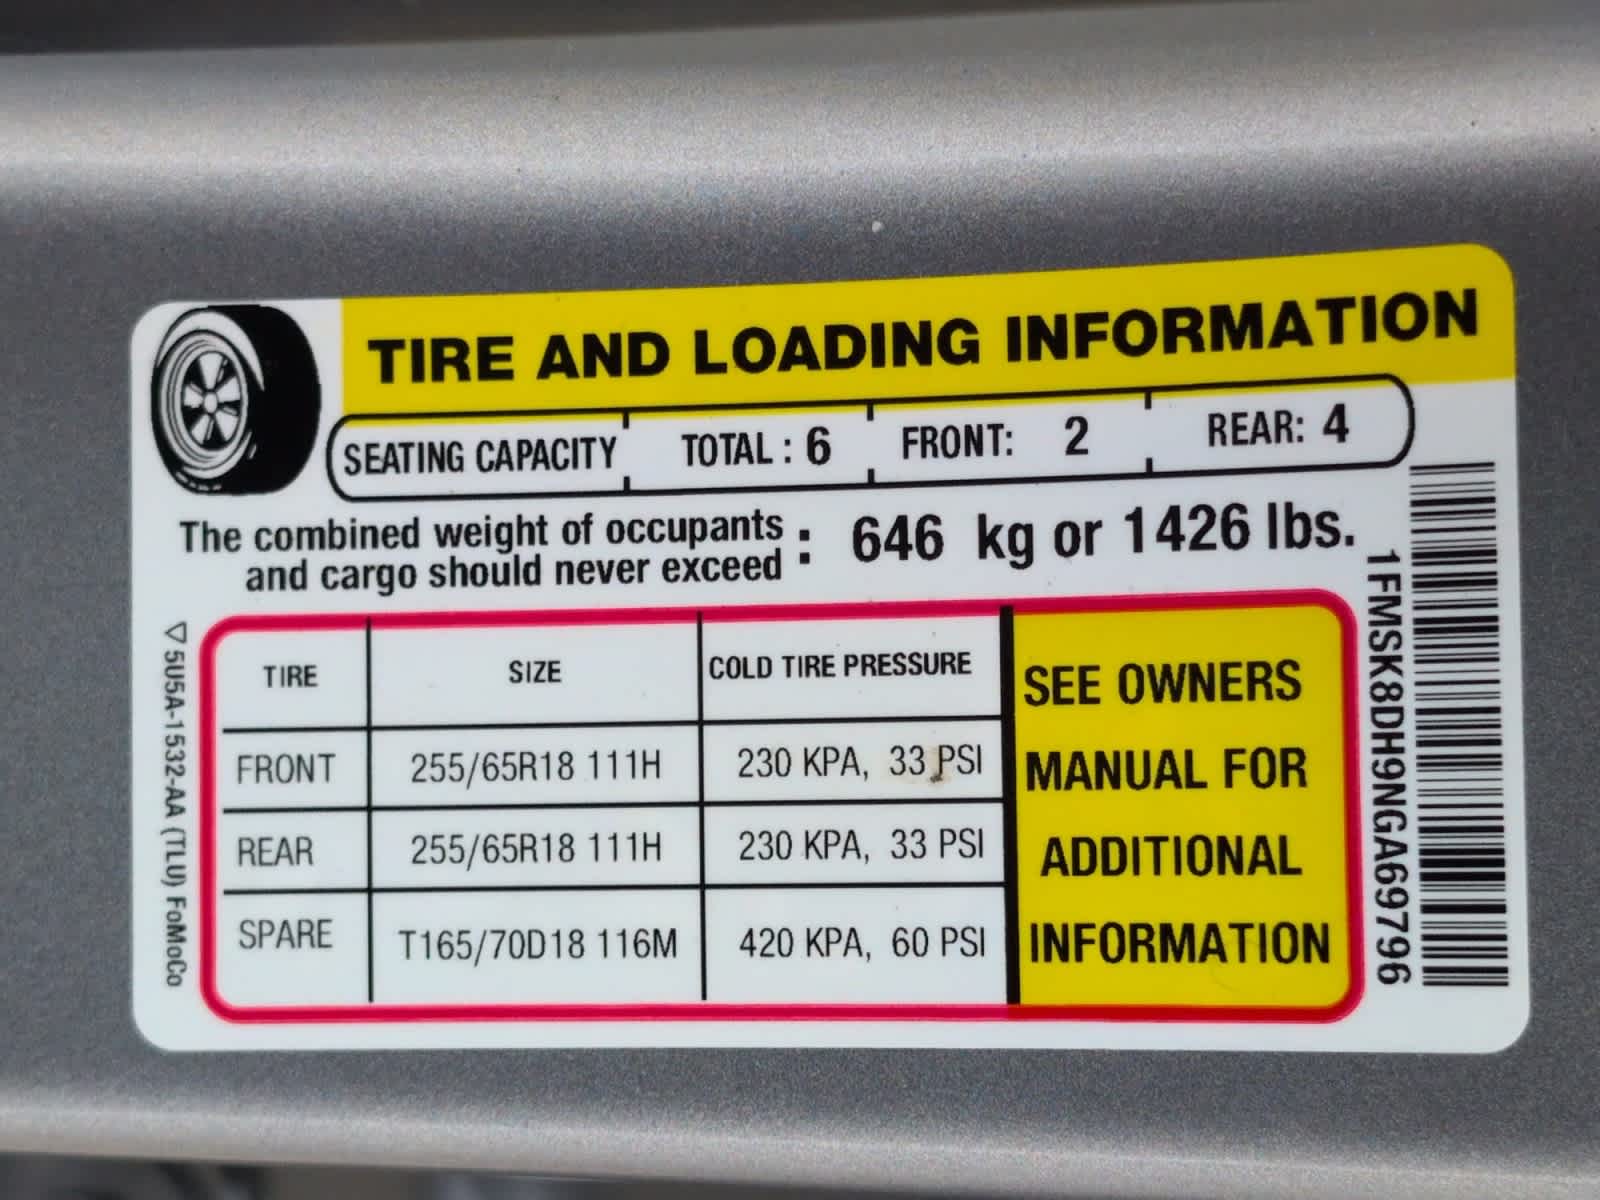 TIRE AND LOADING INFORMATION
SEATING CAPACITY TOTAL : 6 FRONT: 2 REAR: 4
The combined weight of occupants
and cargo should never exceed : 646 kg or 1426 lbs.
TIRE SIZE COLD TIRE PRESSURE
FRONT 255/65R18 111H 230 KPA, 33 PSI
REAR 255/65R18 111H 230 KPA, 33 PSI
SPARE T165/70D18 116M 420 KPA, 60 PSI
SEE OWNERS
MANUAL FOR
ADDITIONAL
INFORMATION
1FMSK8DH9NGA69796
5U5A-1532-AA (TLU) FoMoCo